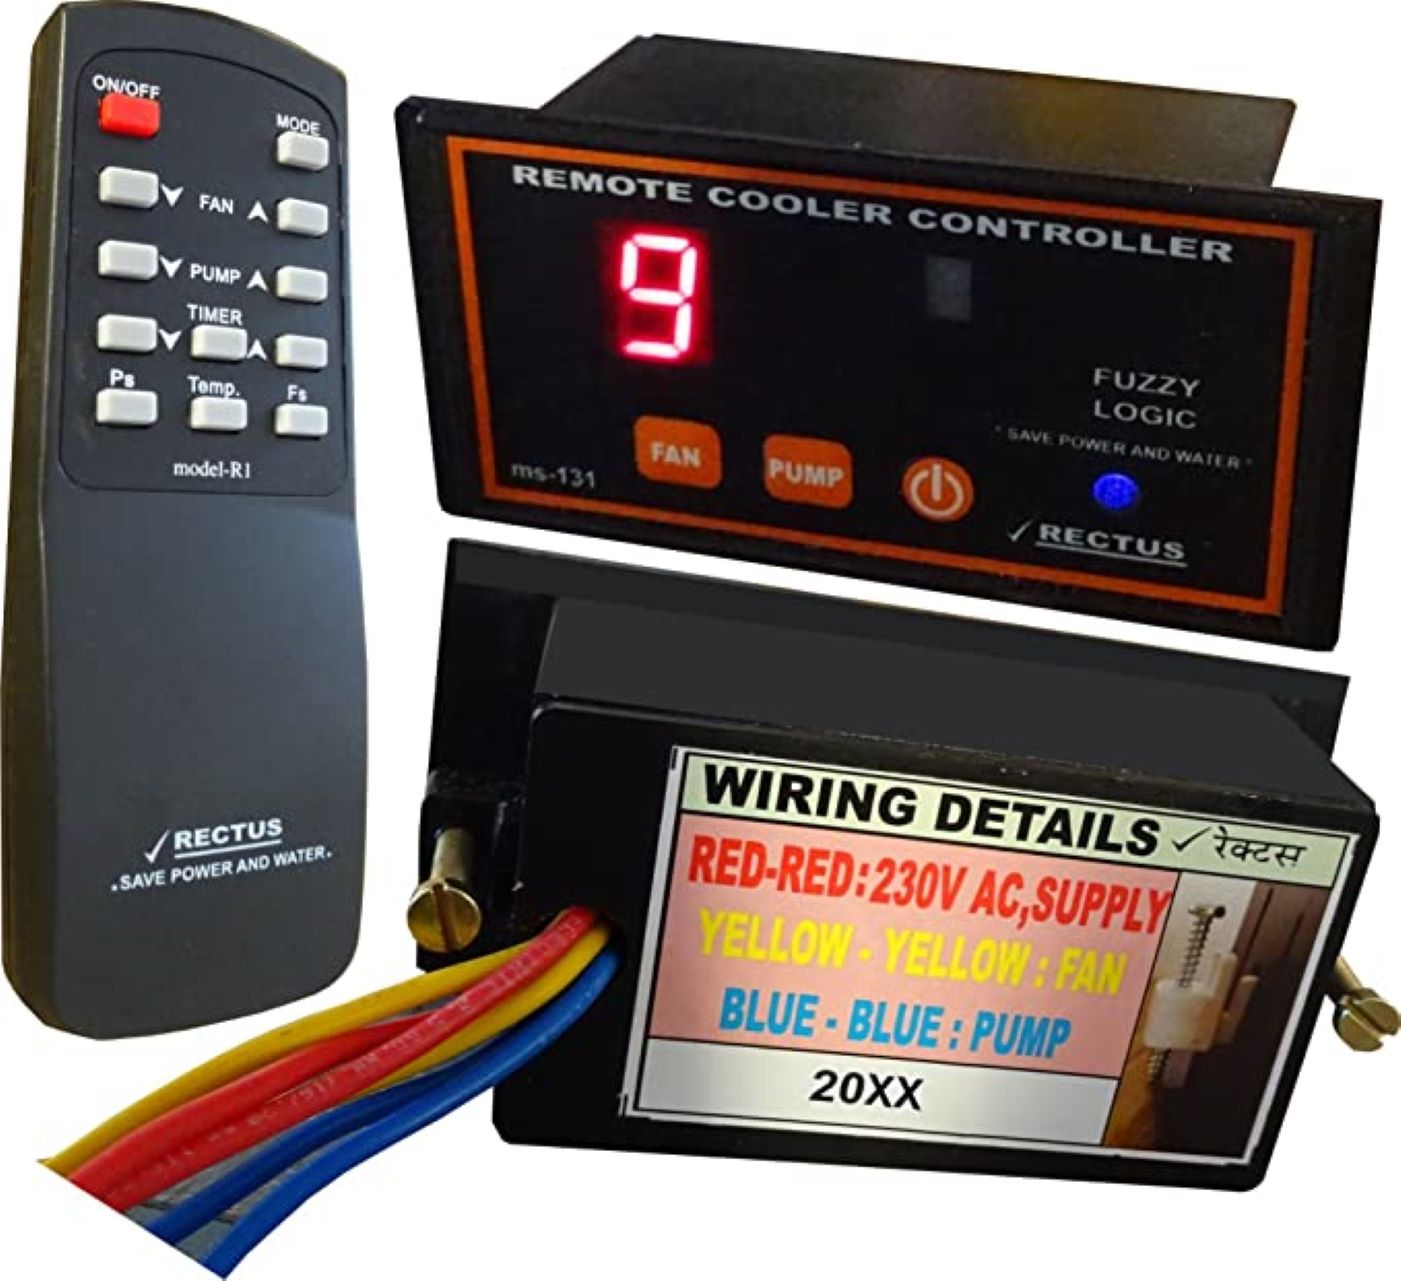 ON/OFF
MODE
FAN
PUMP
TIMER
Ps Temp. Fs
model-R1
RECTUS
.SAVE POWER AND WATER.
REMOTE COOLER CONTROLLER
9
FUZZY
LOGIC
" SAVE POWER AND WATER "
FAN PUMP
ms-131
RECTUS
WIRING DETAILS रेक्टस
RED-RED:230V AC,SUPPLY
YELLOW - YELLOW : FAN
BLUE - BLUE : PUMP
20XX